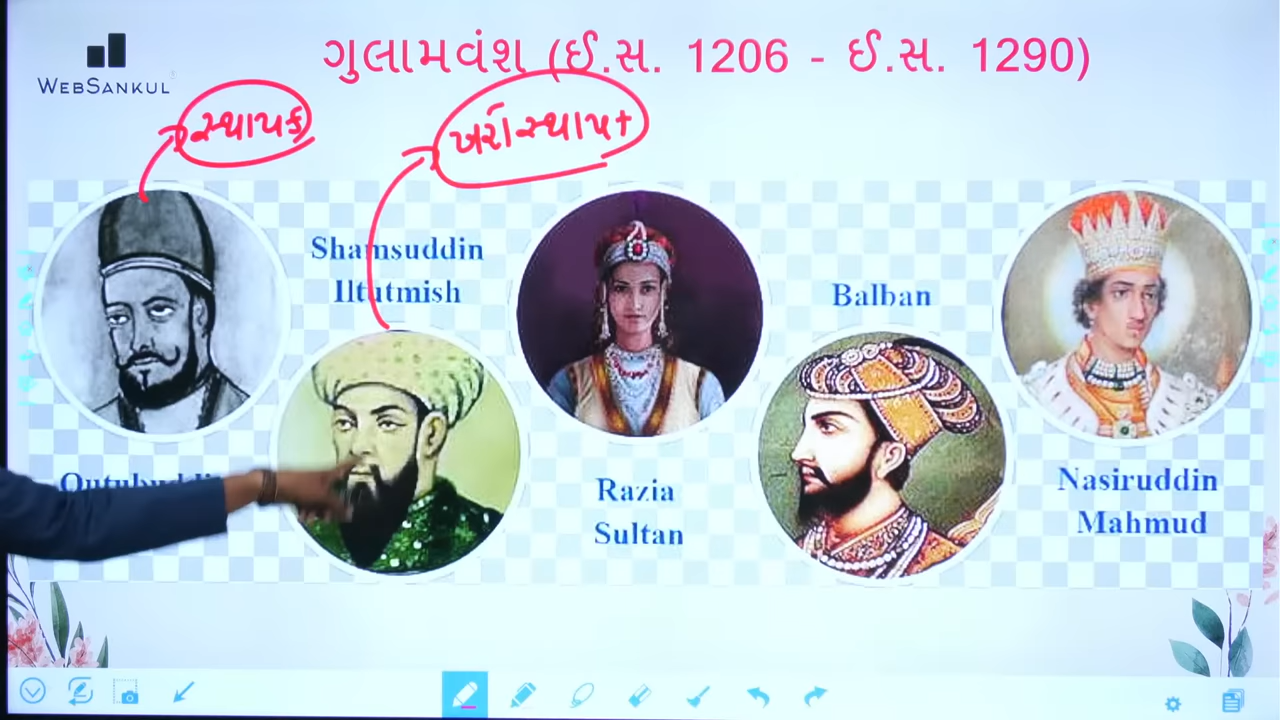 WEBSANKUL
ગુલામવંશ (ઈ.સ. 1206 - ઈ.સ. 1290)
સ્થાપક
ખરો સ્થાપક
Shamsuddin
Iltutmish
Balban
Razia
Sultan
Nasiruddin
Mahmud